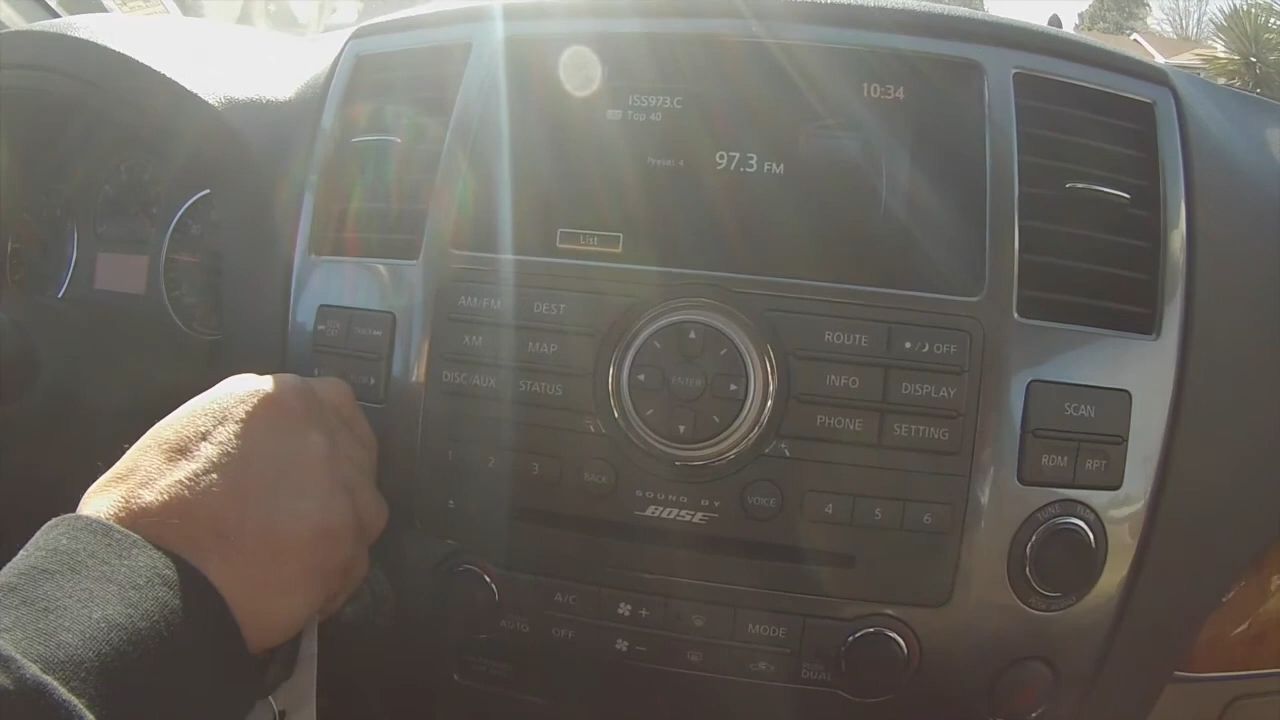 10:34
ISS973.C
Top 40
Preset 4
97.3 FM
List
AM/FM
DEST
XM
MAP
DISC/AUX
STATUS
1
2
3
BACK
ENTER
SOUND BY
BOSE
VOICE
ROUTE
OFF
INFO
DISPLAY
PHONE
SETTING
4
5
6
SCAN
RDM
RPT
TUNE
A/C
AUTO
OFF
+
-
MODE
DUAL